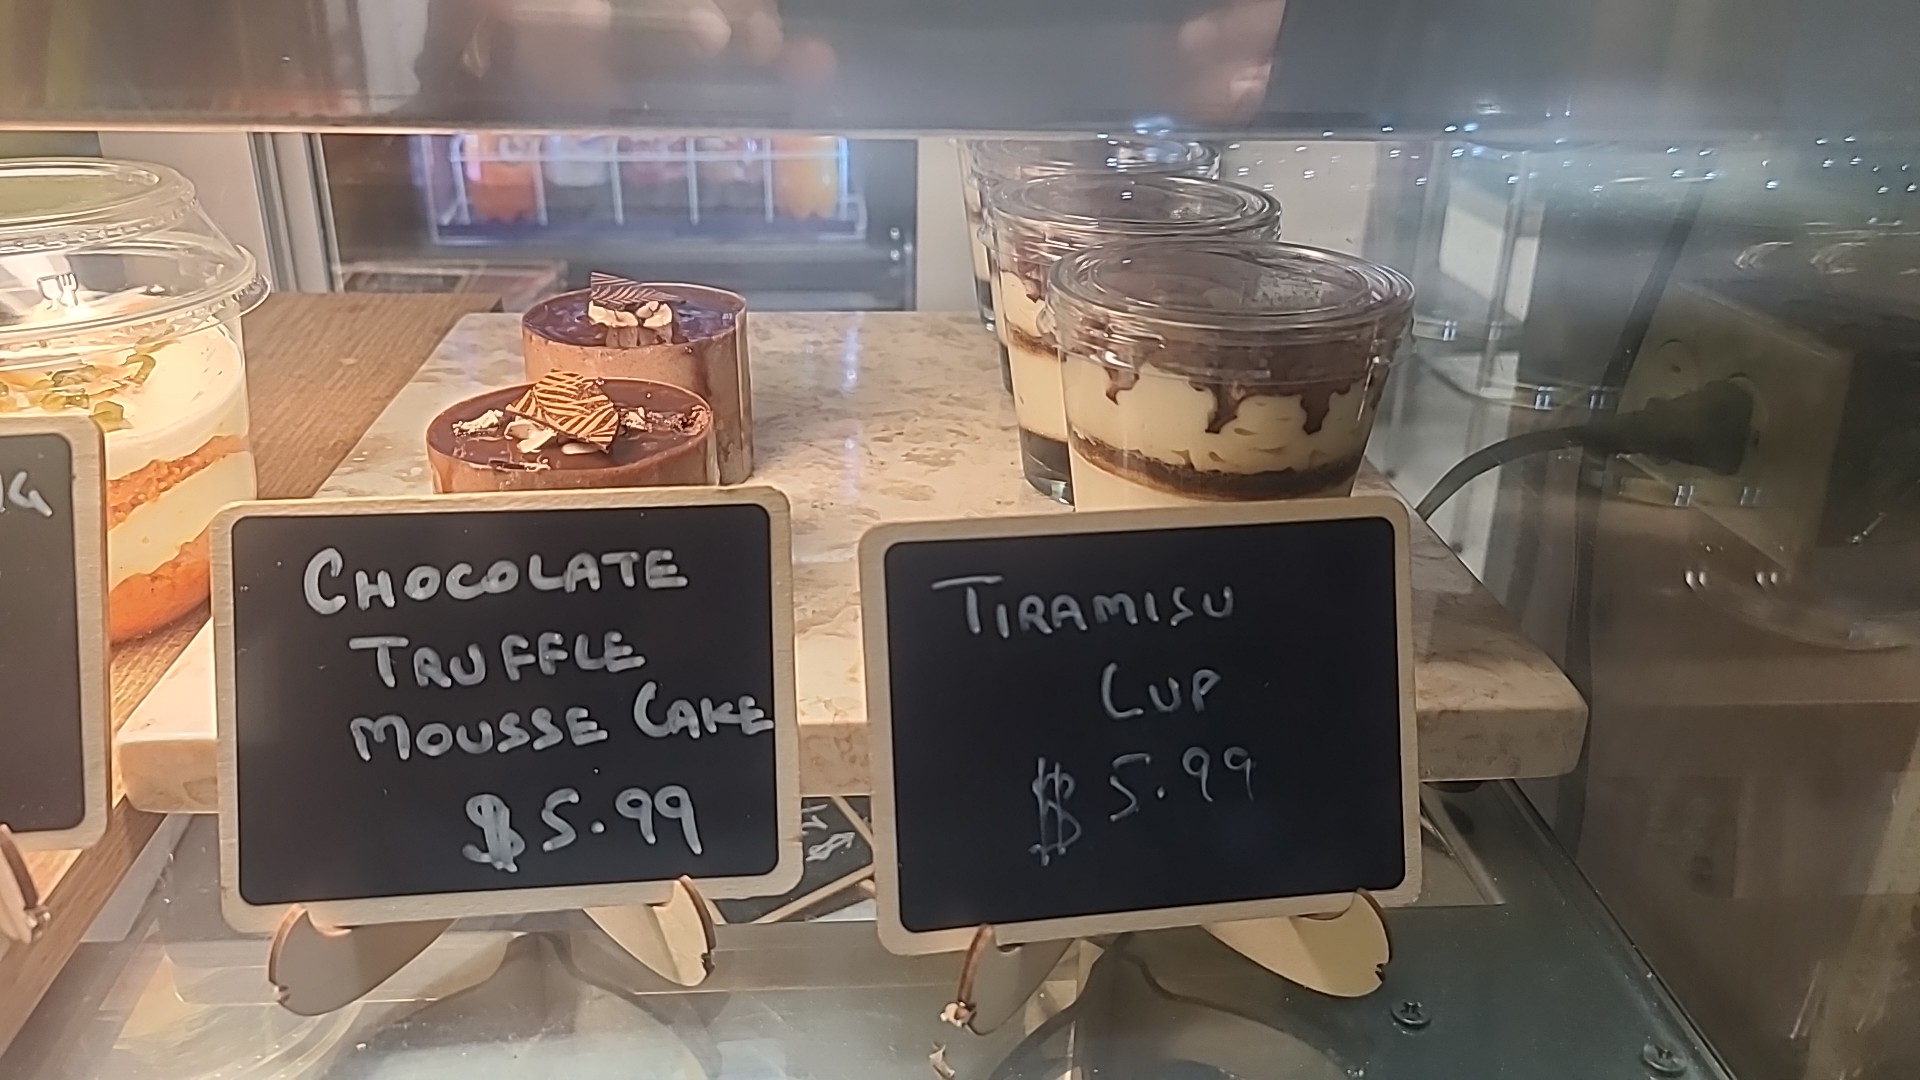 CHOCOLATE
TRUFFLE
MOUSSE CAKE
$5.99
TIRAMISU
CUP
$5.99